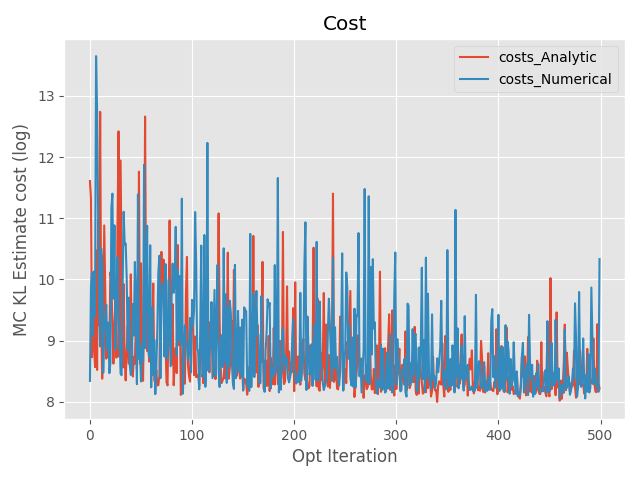 Cost
costs_Analytic
costs_Numerical
MC KL Estimate cost (log)
13
12
11
10
9
8
0
100
200
300
400
500
Opt Iteration